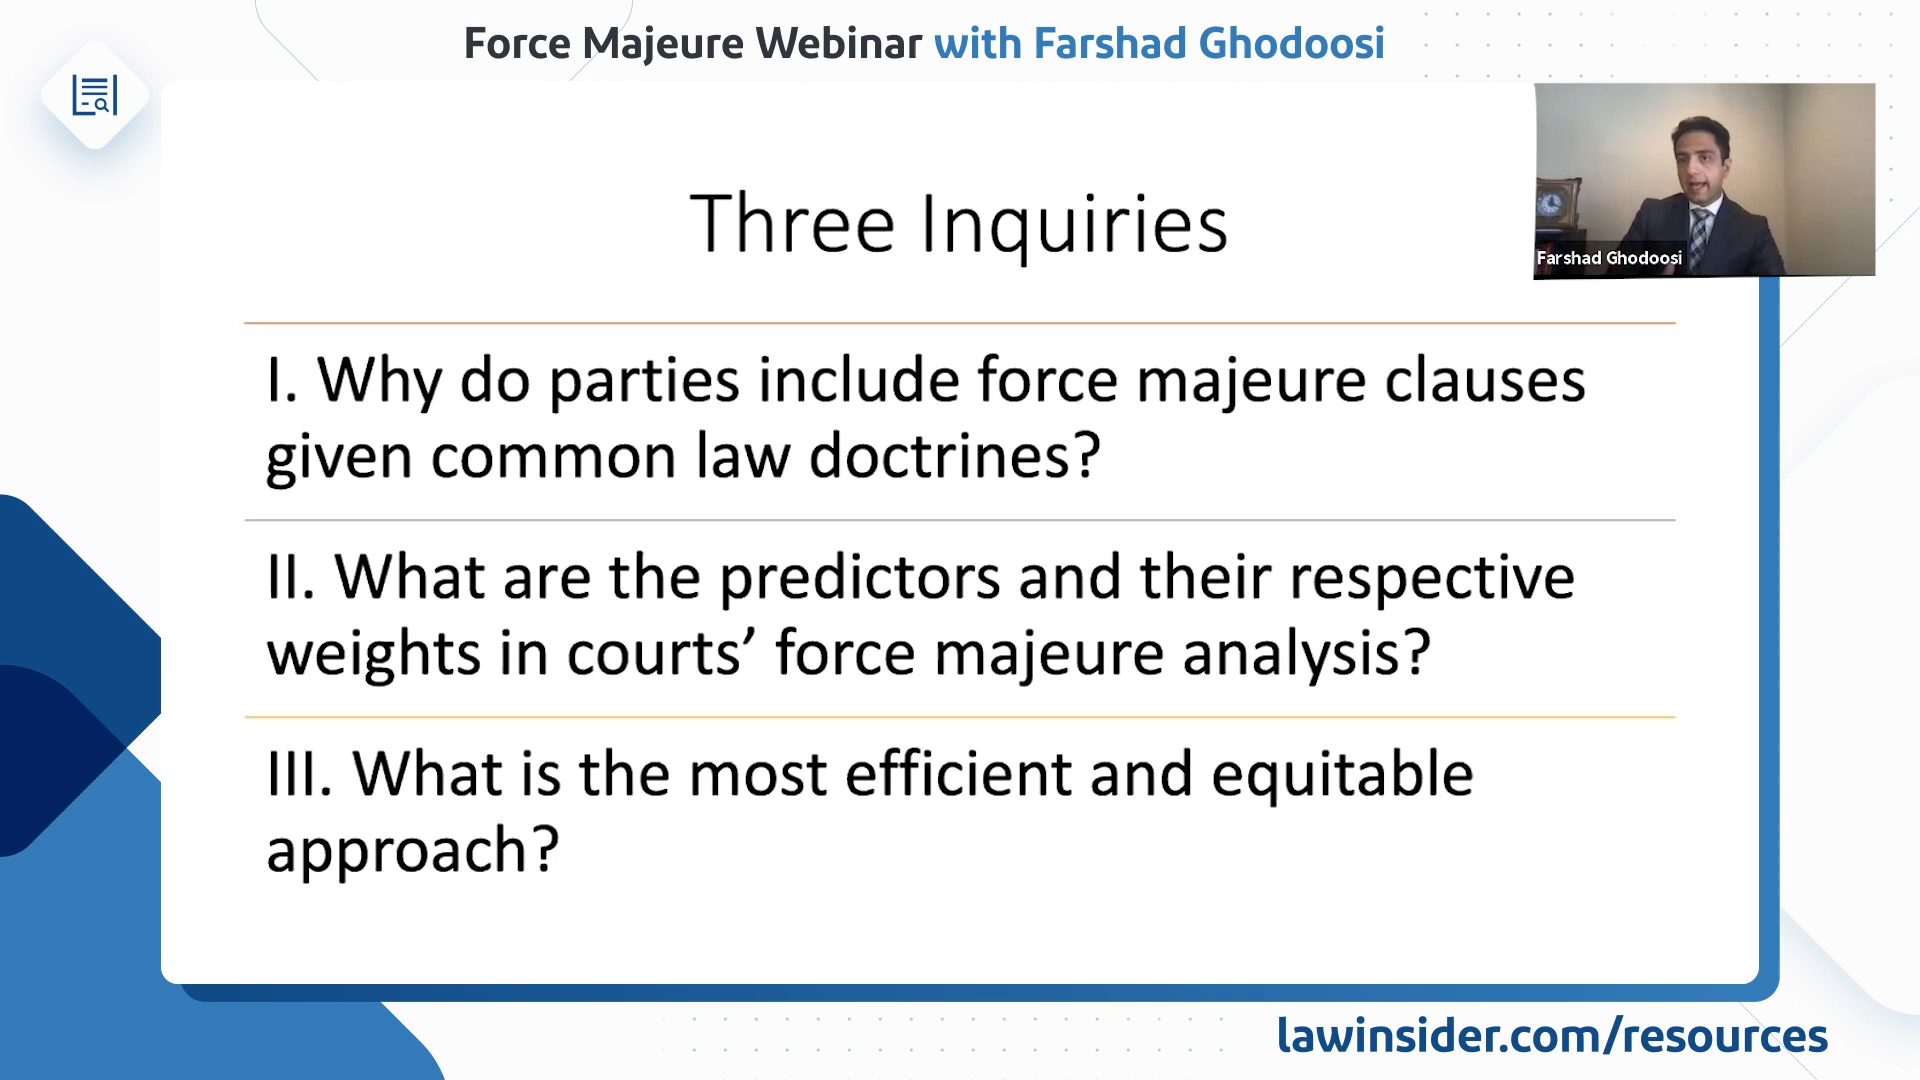 Force Majeure Webinar with Farshad Ghodoosi
Farshad Ghodoosi
Three Inquiries
I. Why do parties include force majeure clauses
given common law doctrines?
II. What are the predictors and their respective
weights in courts’ force majeure analysis?
III. What is the most efficient and equitable
approach?
lawinsider.com/resources